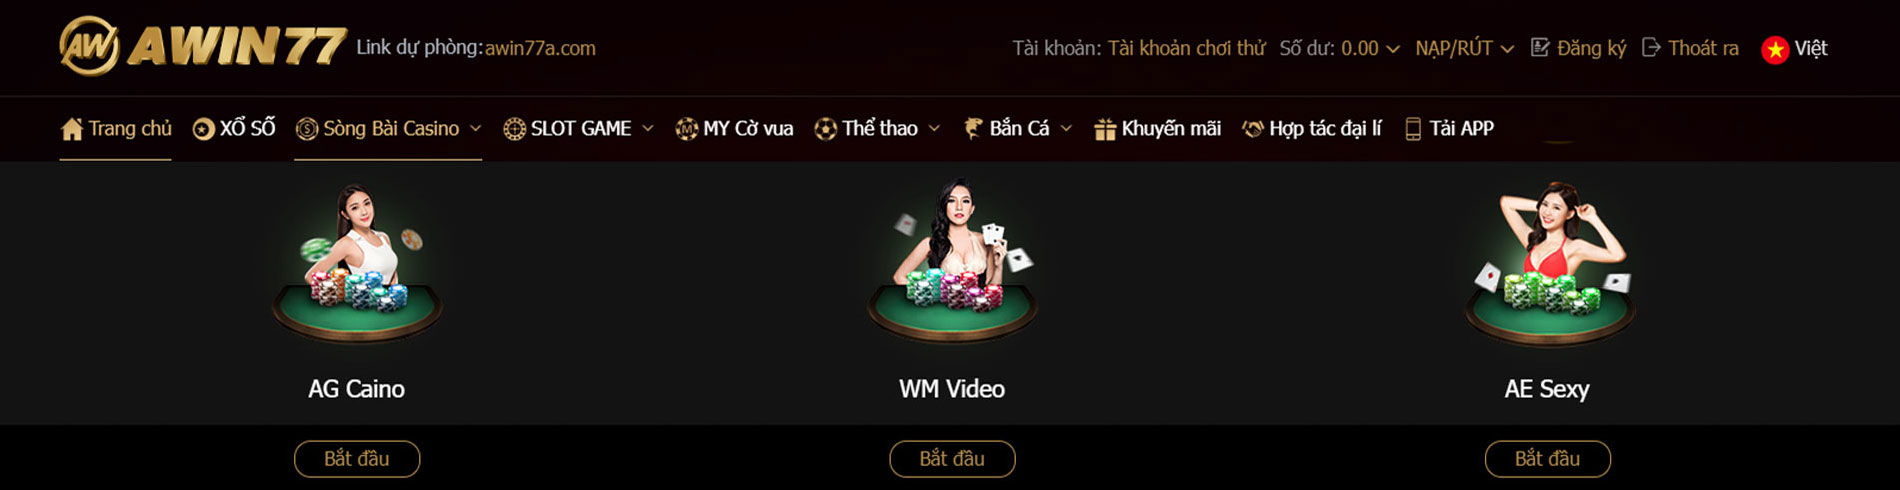 AW AWIN77 Link dự phòng: awin77a.com Tài khoản: Tài khoản chơi thử Số dư: 0.00 NẠP/RÚT Đăng ký Thoát ra Việt
Trang chủ XỔ SỐ Sòng Bài Casino SLOT GAME MY Cờ vua Thể thao Bắn Cá Khuyến mãi Hợp tác đại lí Tải APP
AG Caino WM Video AE Sexy
Bắt đầu Bắt đầu Bắt đầu